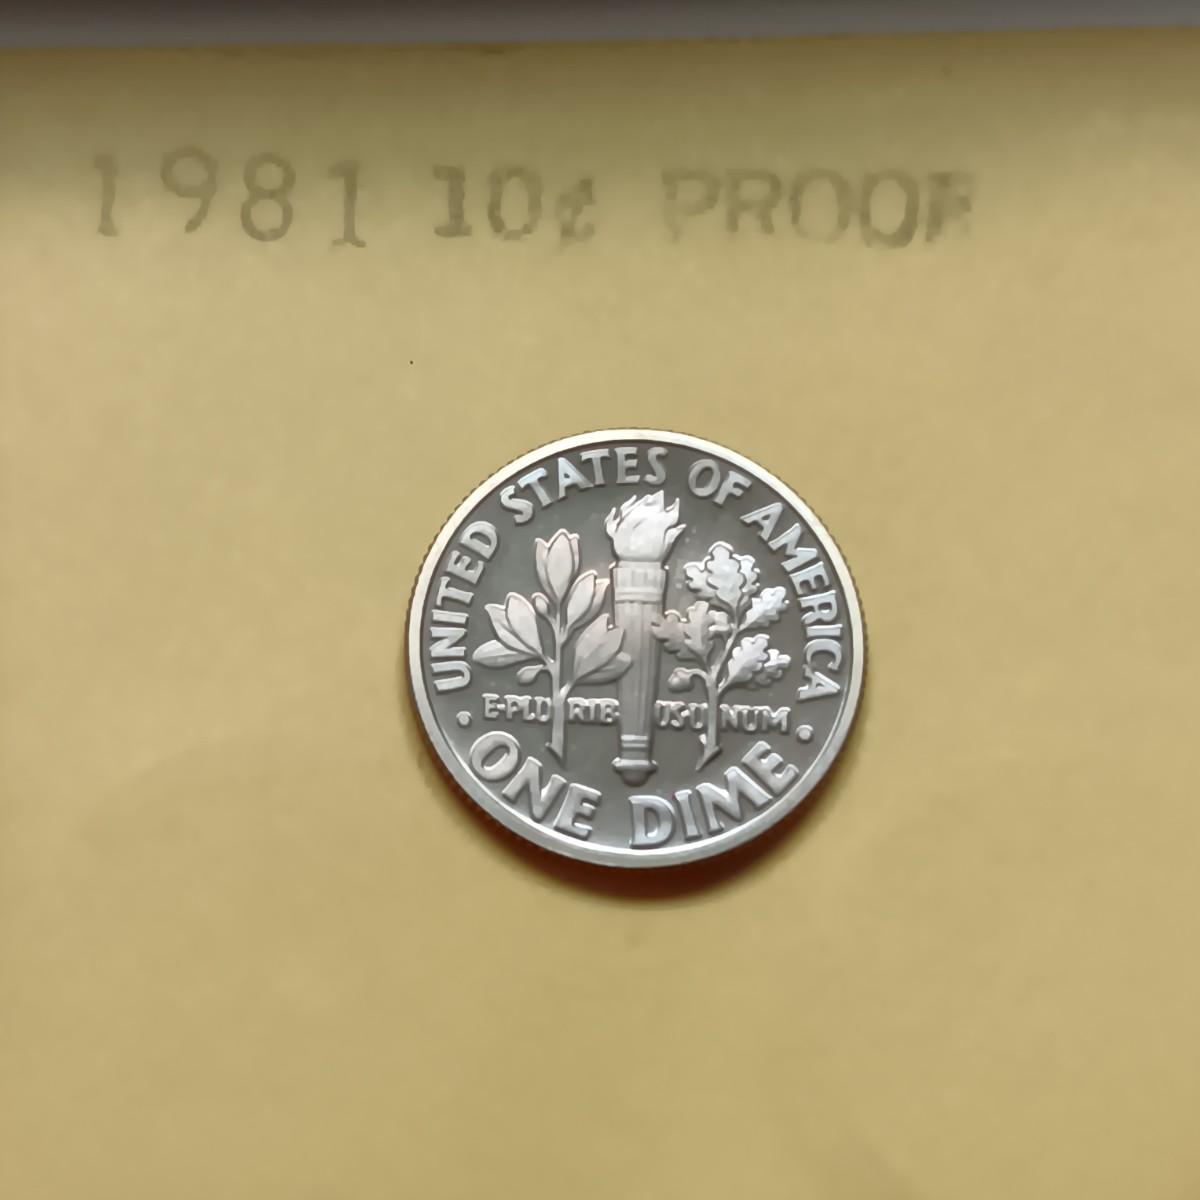 1981 10¢ PROOF
UNITED STATES OF AMERICA
E·PLURIBUS·UNUM
• ONE DIME •